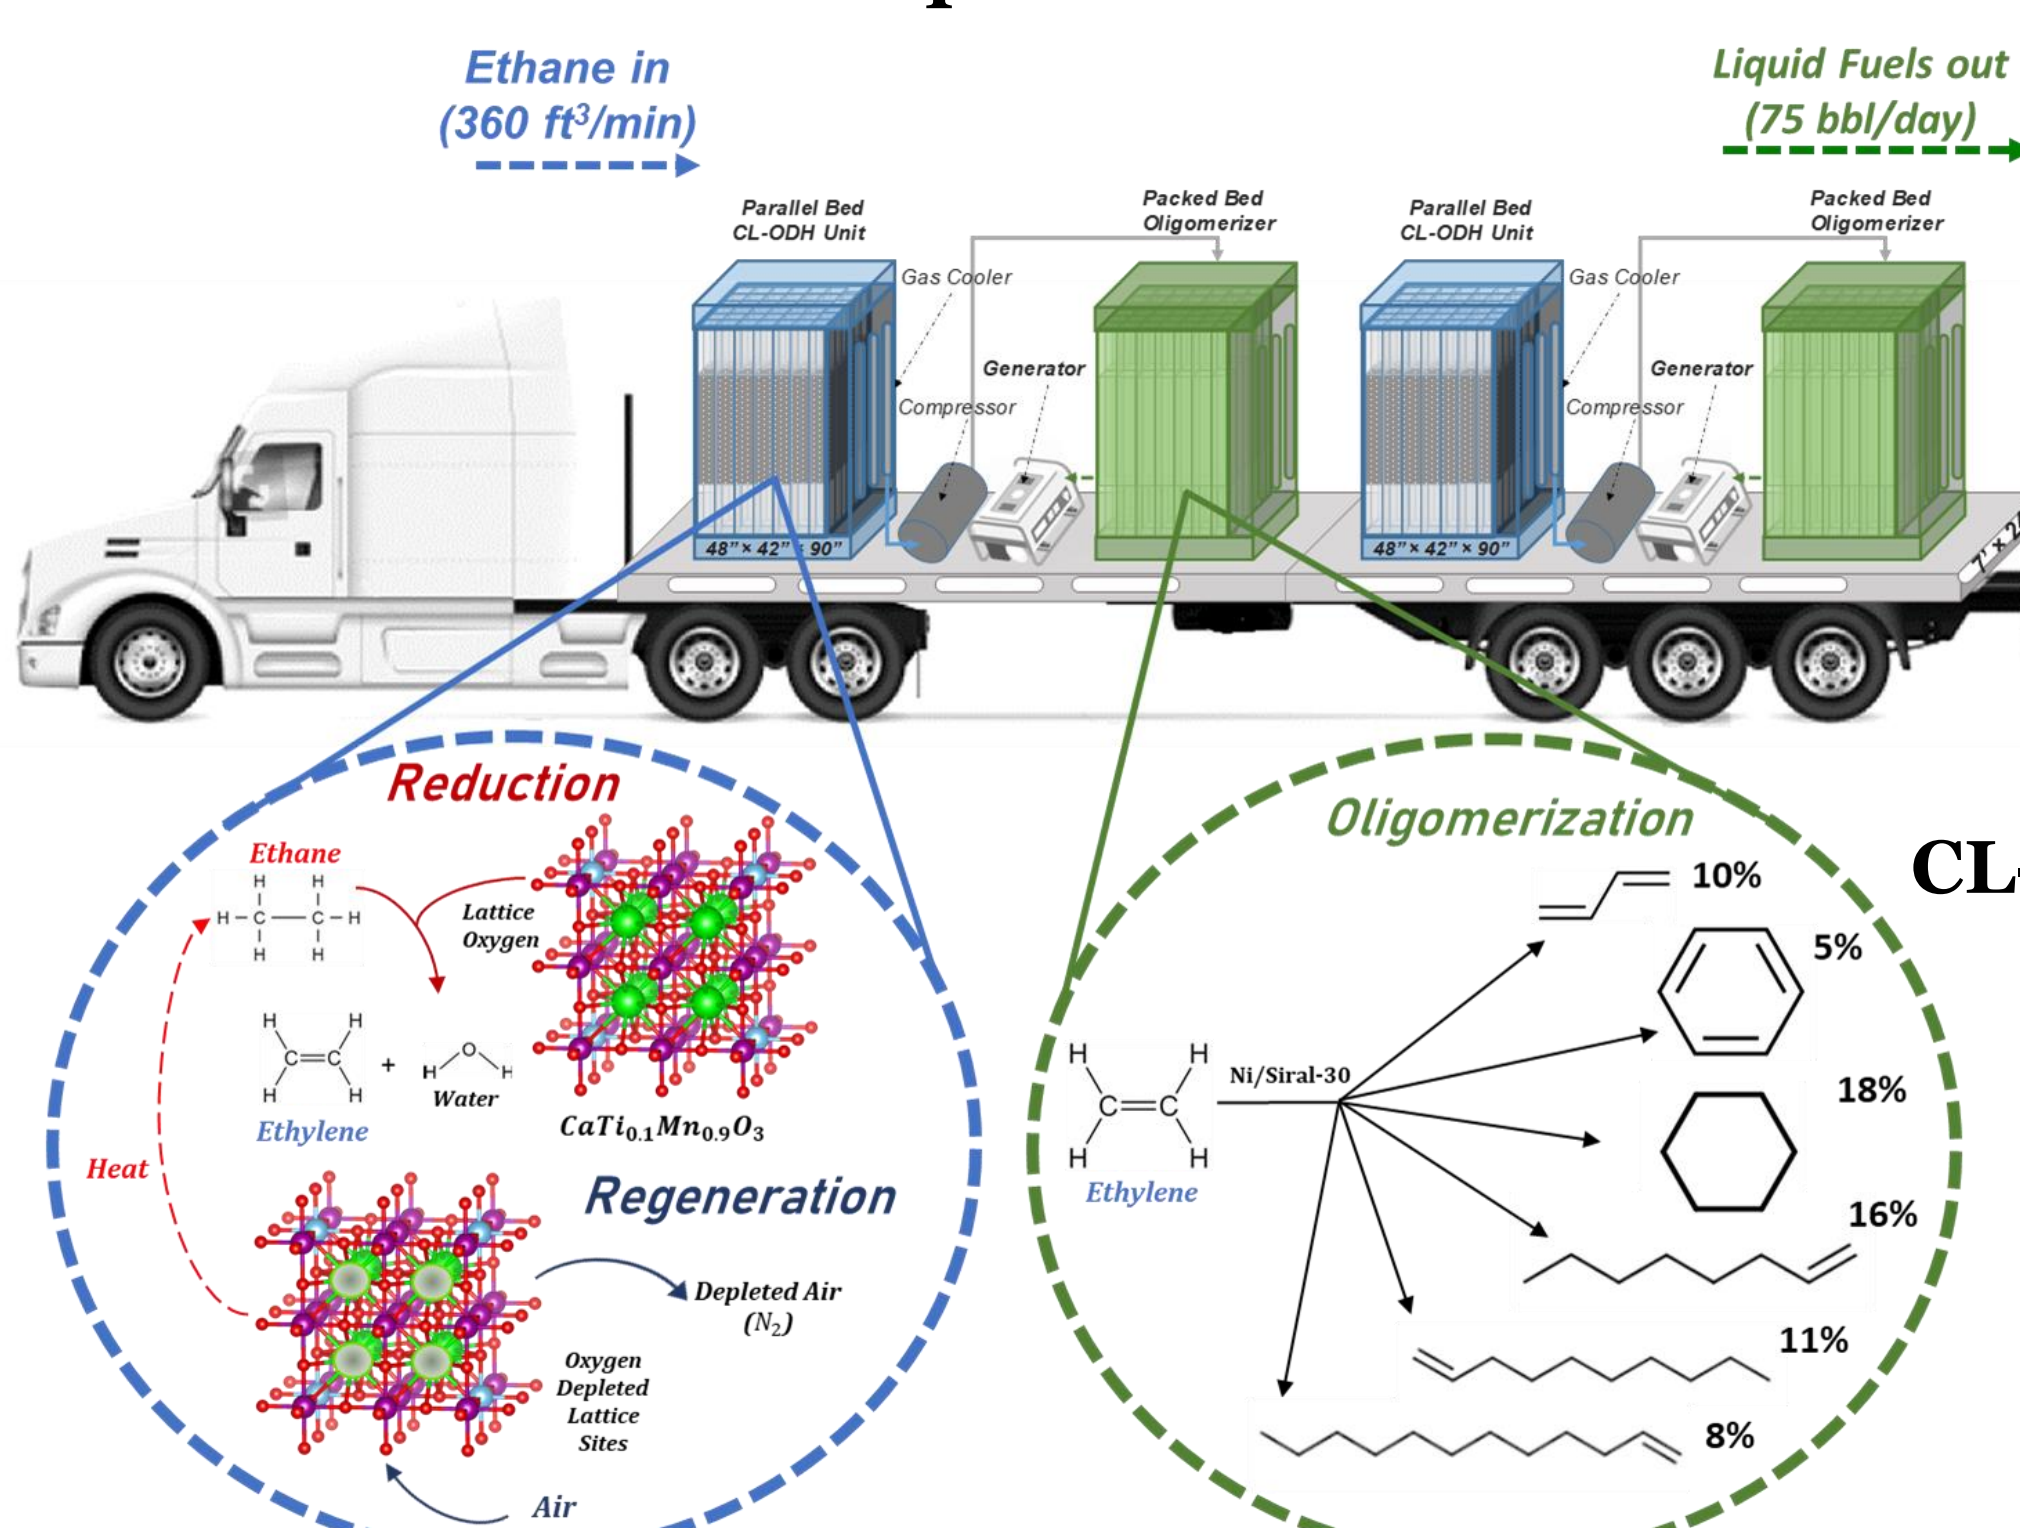 Ethane in
(360 ft³/min)
Liquid Fuels out
(75 bbl/day)
Parallel Bed
CL-ODH Unit
Packed Bed
Oligomerizer
Parallel Bed
CL-ODH Unit
Packed Bed
Oligomerizer
Gas Cooler
Generator
Compressor
Gas Cooler
Generator
Compressor
48” × 42” × 90”
48” × 42” × 90”
7’ × 2
Reduction
Ethane
H H
H–C–C–H
H H
Lattice
Oxygen
H H
C=C
H H
+
O
H H
Water
Ethylene
CaTi₀.₁Mn₀.₉O₃
Heat
Regeneration
Depleted Air
(N₂)
Oxygen
Depleted
Lattice
Sites
Air
Oligomerization
CL-
10%
5%
H H
C=C
H H
Ethylene
Ni/Siral-30
18%
16%
11%
8%